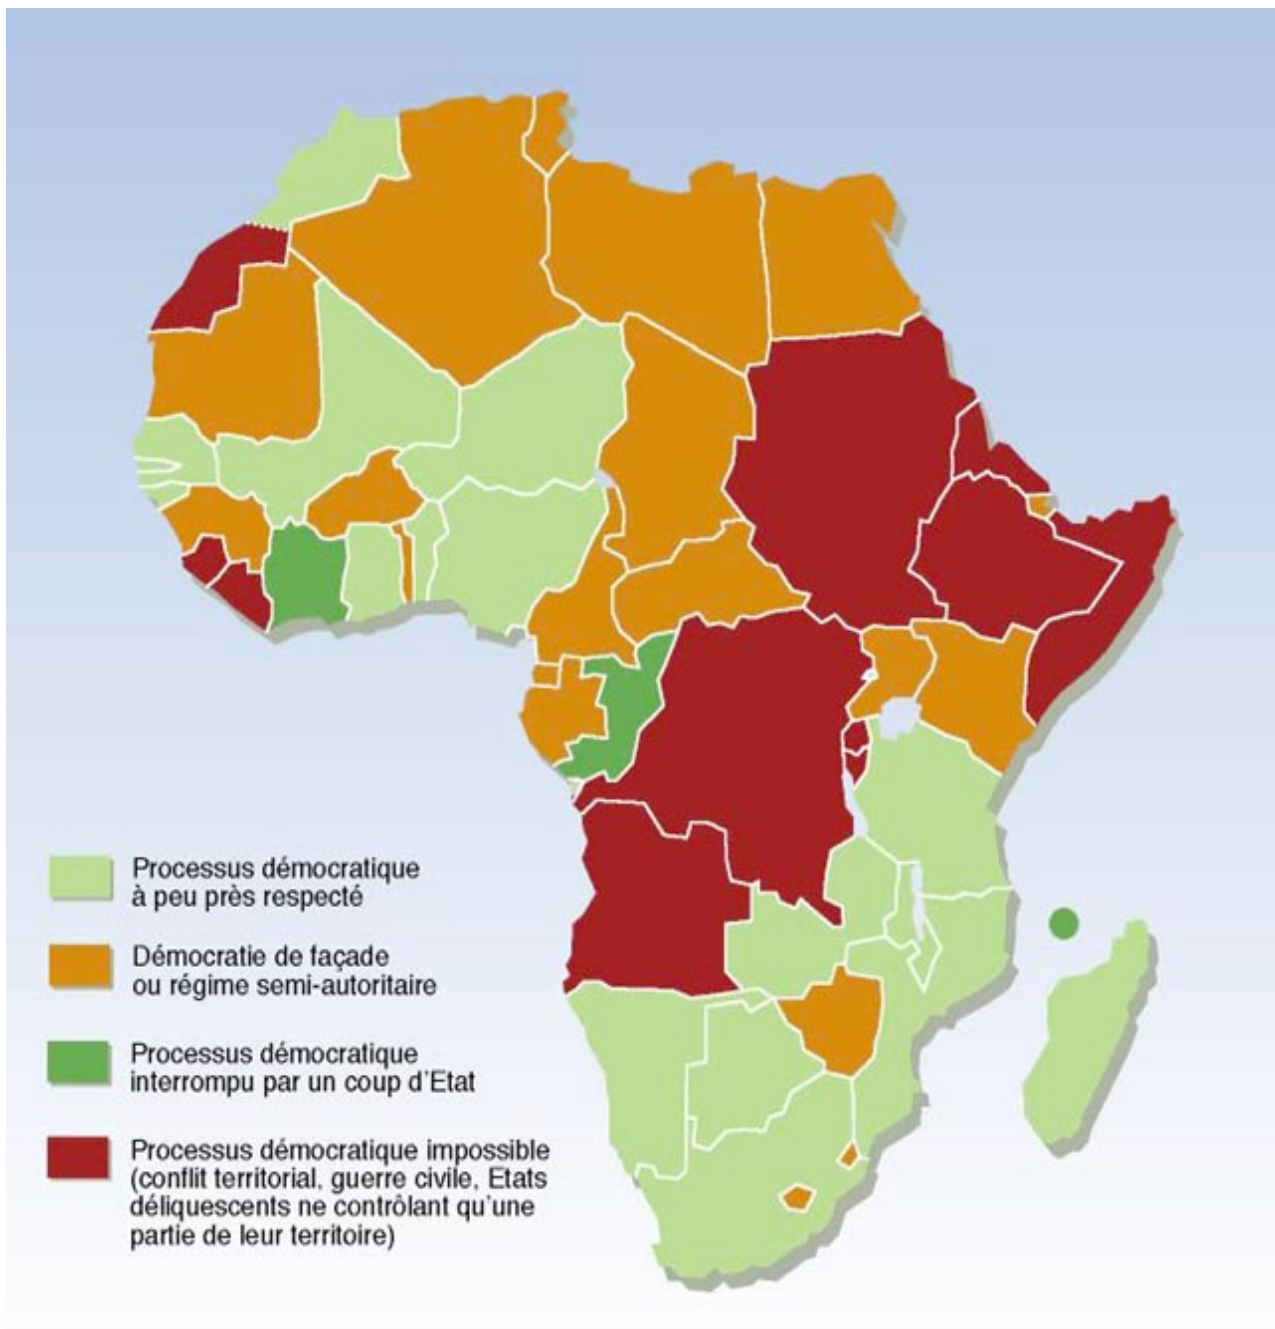 Processus démocratique
à peu près respecté
Démocratie de façade
ou régime semi-autoritaire
Processus démocratique
interrompu par un coup d'Etat
Processus démocratique impossible
(conflit territorial, guerre civile, Etats
déliquescents ne contrôlant qu'une
partie de leur territoire)